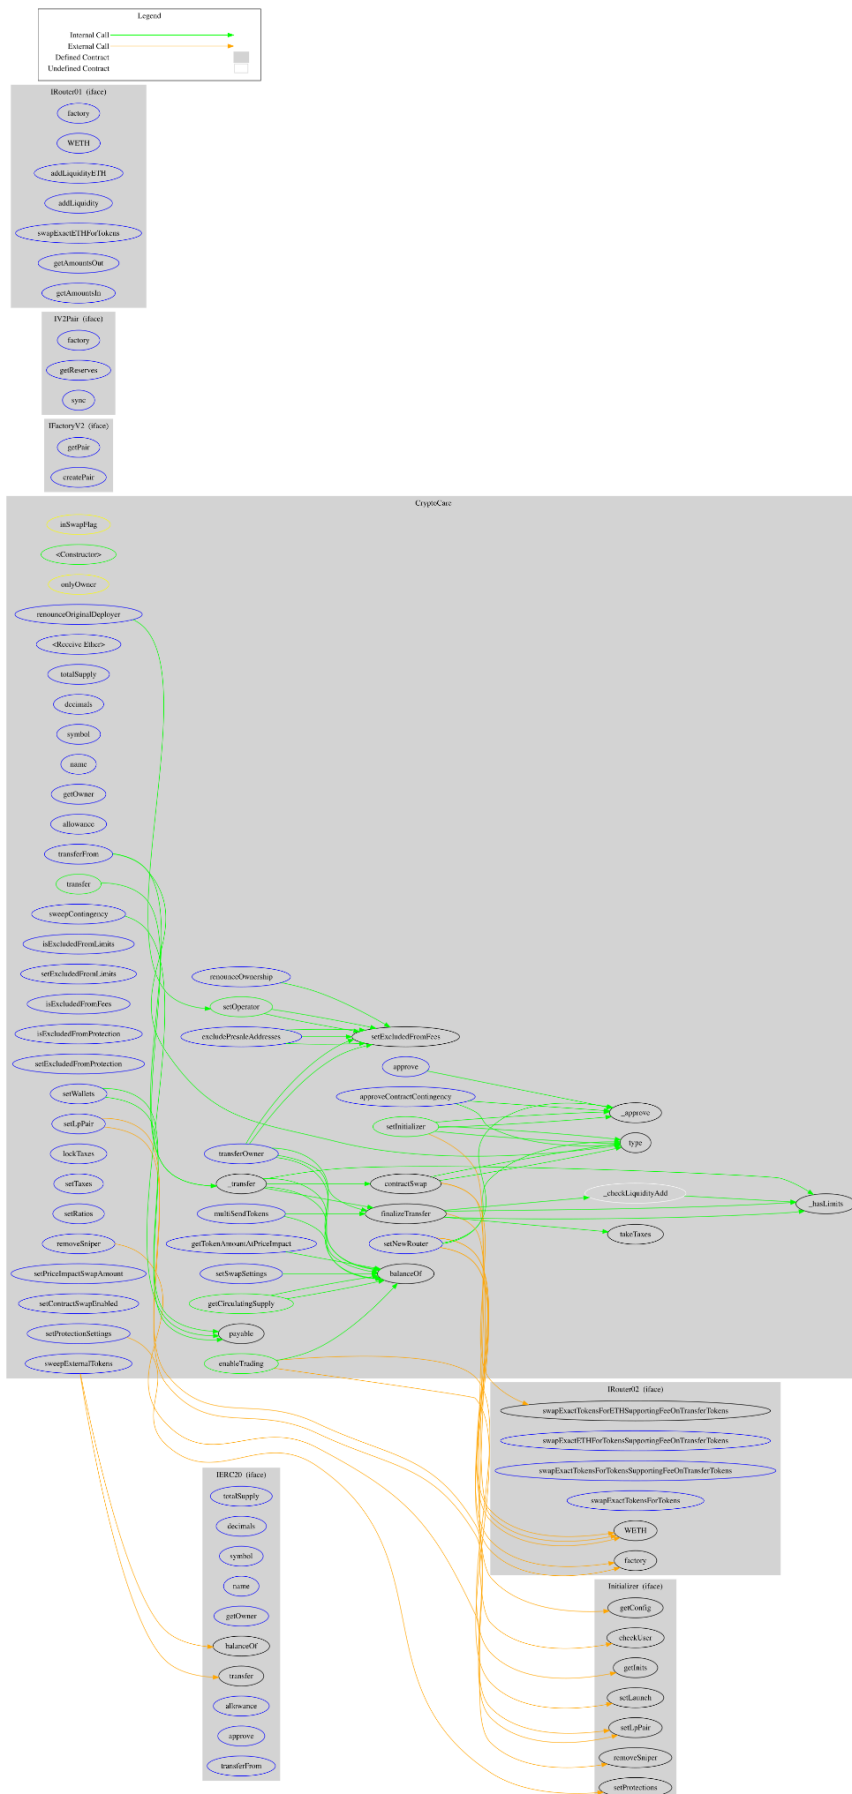 Legend
Internal Call
External Call
Defined Contract
Undefined Contract
IRouter01 (iface)
factory
WETH
addLiquidityETH
addLiquidity
swapExactETHForTokens
getAmountsOut
getAmountsIn
IV2Pair (iface)
factory
getReserves
sync
IFactoryV2 (iface)
getPair
createPair
CryptoCare
inSwapFlag
<Constructor>
onlyOwner
renounceOriginalDeployer
<Receive Ether>
totalSupply
decimals
symbol
name
getOwner
allowance
transferFrom
transfer
sweepContingency
isExcludedFromLimits
setExcludedFromLimits
isExcludedFromFees
isExcludedFromProtection
setExcludedFromProtection
setWallets
setLpPair
lockTaxes
setTaxes
setRatios
removeSniper
setPriceImpactSwapAmount
setContractSwapEnabled
setProtectionSettings
sweepExternalTokens
renounceOwnership
setOperator
excludePresaleAddresses
transferOwner
_transfer
multiSendTokens
getTokenAmountAtPriceImpact
setSwapSettings
getCirculatingSupply
payable
enableTrading
setExcludedFromFees
approve
approveContractContingency
setInitializer
contractSwap
finalizeTransfer
setNewRouter
balanceOf
_approve
type
_checkLiquidityAdd
takeTaxes
_hasLimits
IRouter02 (iface)
swapExactTokensForETHSupportingFeeOnTransferTokens
swapExactETHForTokensSupportingFeeOnTransferTokens
swapExactTokensForTokensSupportingFeeOnTransferTokens
swapExactTokensForTokens
WETH
factory
IERC20 (iface)
totalSupply
decimals
symbol
name
getOwner
balanceOf
transfer
allowance
approve
transferFrom
Initializer (iface)
getConfig
checkUser
getInits
setLaunch
setLpPair
removeSniper
setProtections